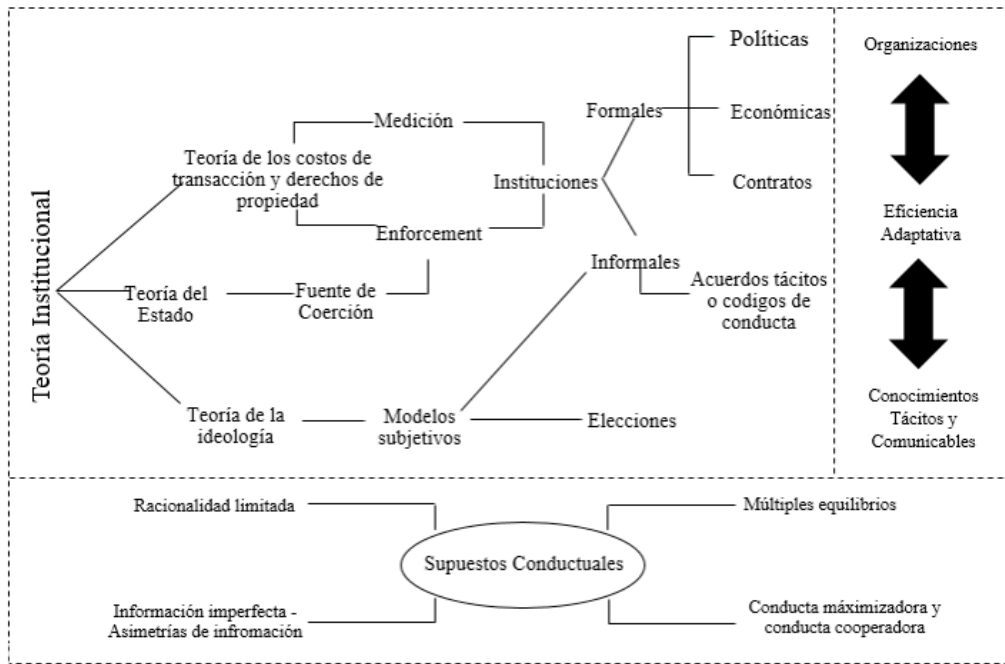 Teoría Institucional
Teoría de los costos de
transacción y derechos de
propiedad
Medición
Enforcement
Instituciones
Formales
Políticas
Económicas
Contratos
Informales
Acuerdos tácitos
o codigos de
conducta
Teoría del
Estado
Fuente de
Coerción
Teoría de la
ideología
Modelos
subjetivos
Elecciones
Organizaciones
Eficiencia
Adaptativa
Conocimientos
Tácitos y
Comunicables
Racionalidad limitada
Múltiples equilibrios
Supuestos Conductuales
Información imperfecta -
Asimetrías de infromación
Conducta máximizadora y
conducta cooperadora